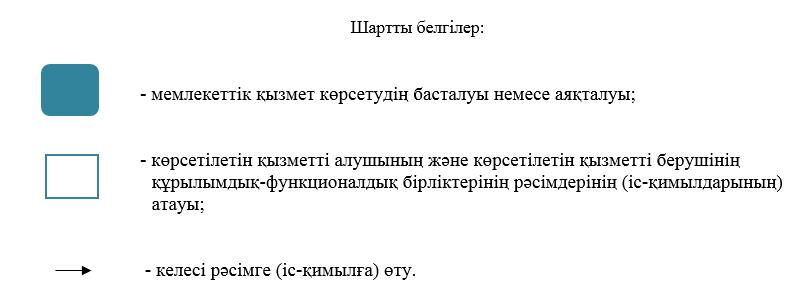 Шартты белгілер:
- мемлекеттік қызмет көрсетудің басталуы немесе аяқталуы;
- көрсетілетін қызметті алушының және көрсетілетін қызметті берушінің
құрылымдық-функционалдық бірліктерінің рәсімдерінің (іс-қимылдарының)
атауы;
- келесі рәсімге (іс-қимылға) өту.